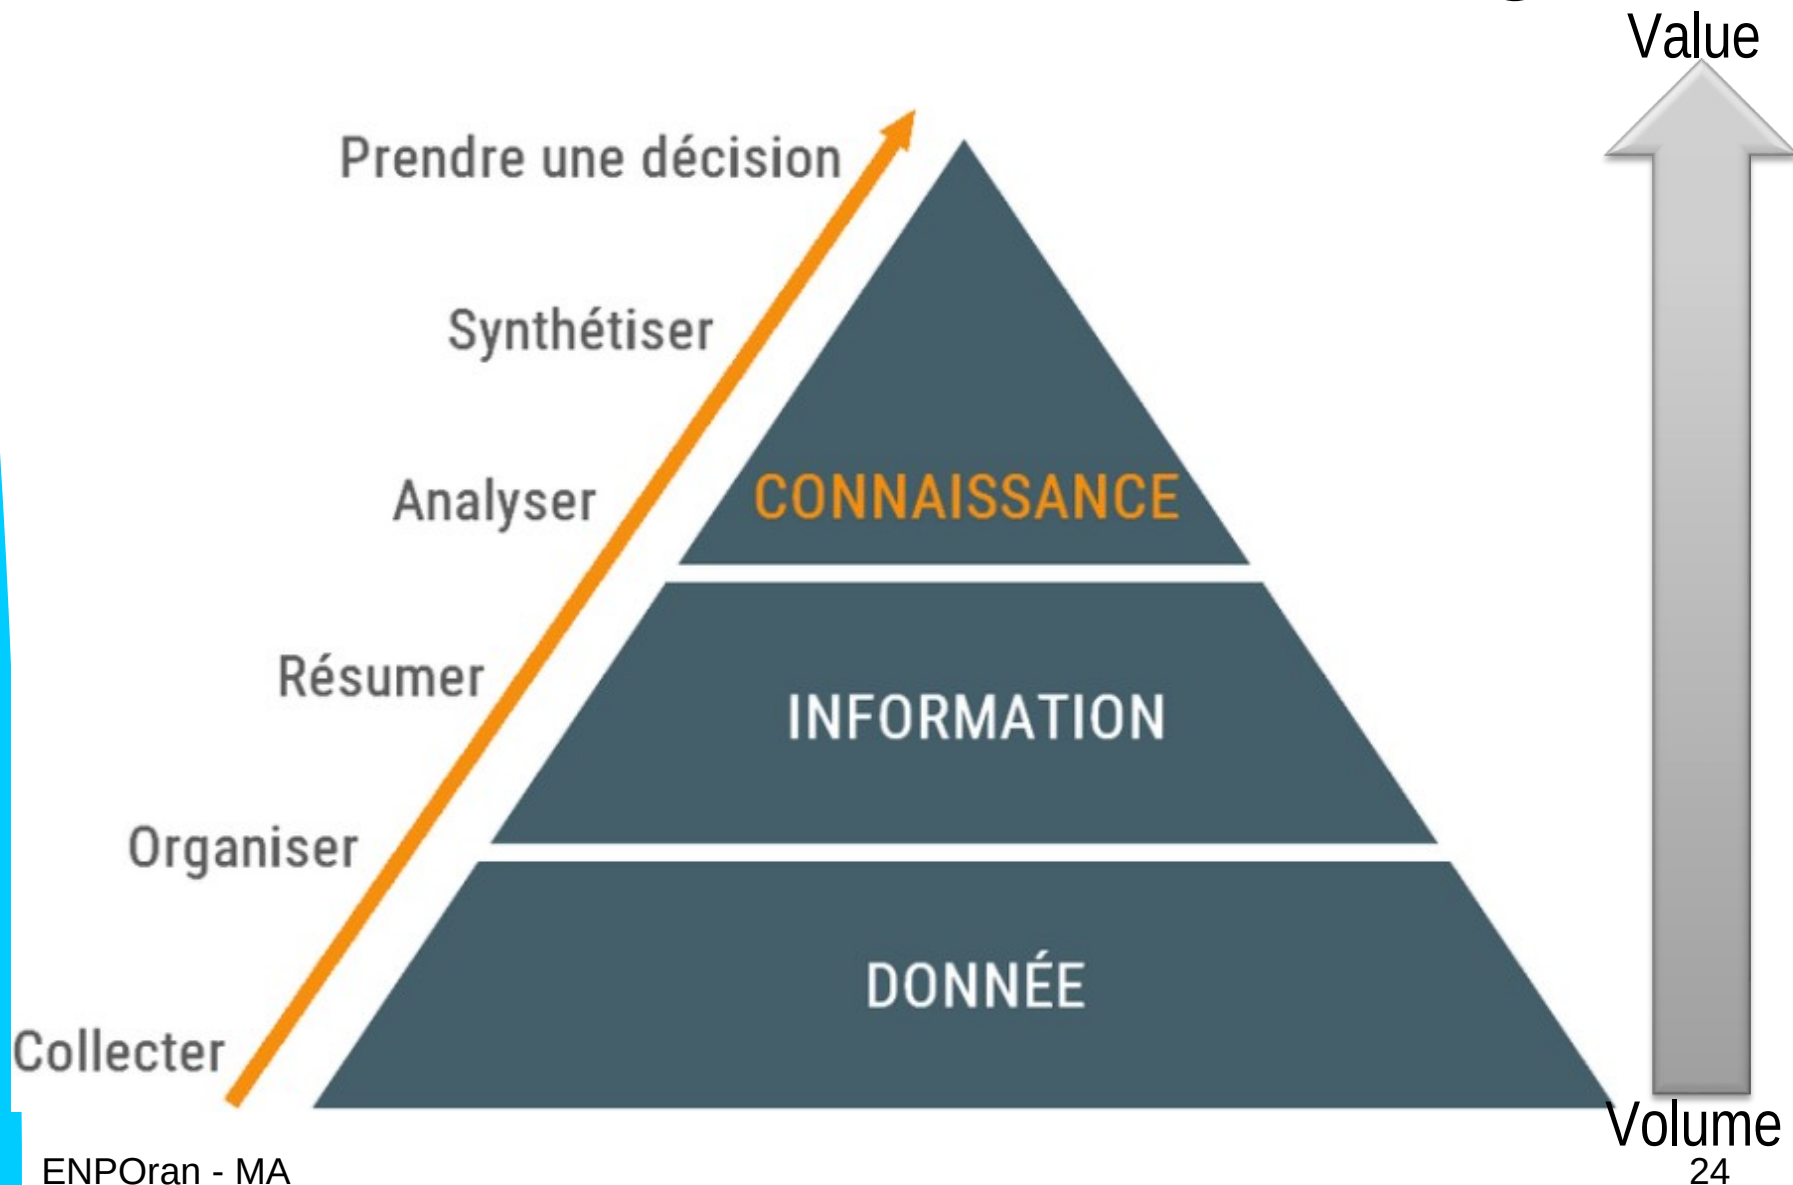 Value
Prendre une décision
Synthétiser
Analyser
CONNAISSANCE
Résumer
INFORMATION
Organiser
DONNÉE
Collecter
Volume
ENPOran - MA
24